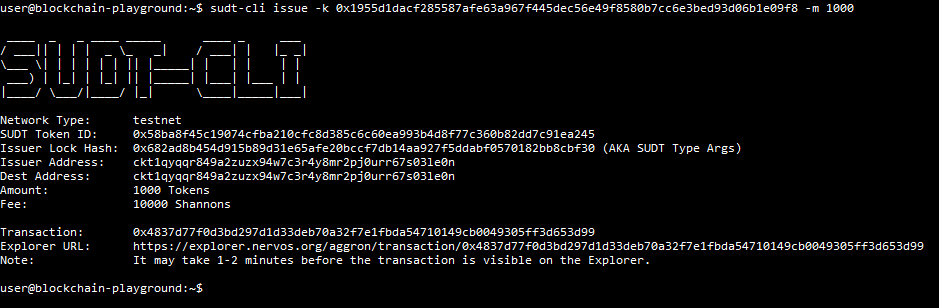 user@blockchain-playground:~$ sudt-cli issue -k 0x1955d1dacf285587afe63a967f445dec56e49f8580b7cc6e3bed93d06b1e09f8 -m 1000
SUDT-CLI
Network Type: testnet
SUDT Token ID: 0x58ba8f45c19074cfba210cfc8d385c6c60ea993b4d8f77c360b82dd7c91ea245
Issuer Lock Hash: 0x682ad8b454d915b89d31e65afe20bccf7db14aa927f5ddabf0570182bb8cbf30 (AKA SUDT Type Args)
Issuer Address: ckt1qyqqr849a2zuzx94w7c3r4y8mr2pj0urr67s03le0n
Dest Address: ckt1qyqqr849a2zuzx94w7c3r4y8mr2pj0urr67s03le0n
Amount: 1000 Tokens
Fee: 10000 Shannons
Transaction: 0x4837d77f0d3bd297d1d33deb70a32f7e1fbda54710149cb0049305ff3d653d99
Explorer URL: https://explorer.nervos.org/aggron/transaction/0x4837d77f0d3bd297d1d33deb70a32f7e1fbda54710149cb0049305ff3d653d99
Note: It may take 1-2 minutes before the transaction is visible on the Explorer.
user@blockchain-playground:~$